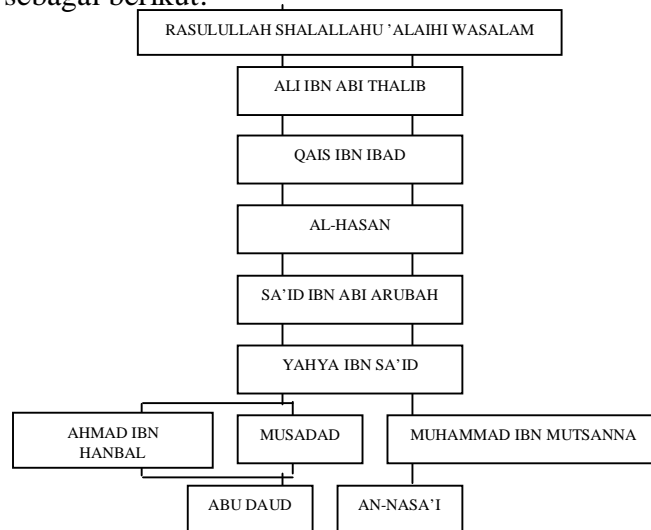 sebagai berikut:
RASULULLAH SHALALLAHU 'ALAIHI WASALAM
ALI IBN ABI THALIB
QAIS IBN IBAD
AL-HASAN
SA'ID IBN ABI ARUBAH
YAHYA IBN SA'ID
AHMAD IBN
HANBAL
MUSADAD
MUHAMMAD IBN MUTSANNA
ABU DAUD
AN-NASA'I